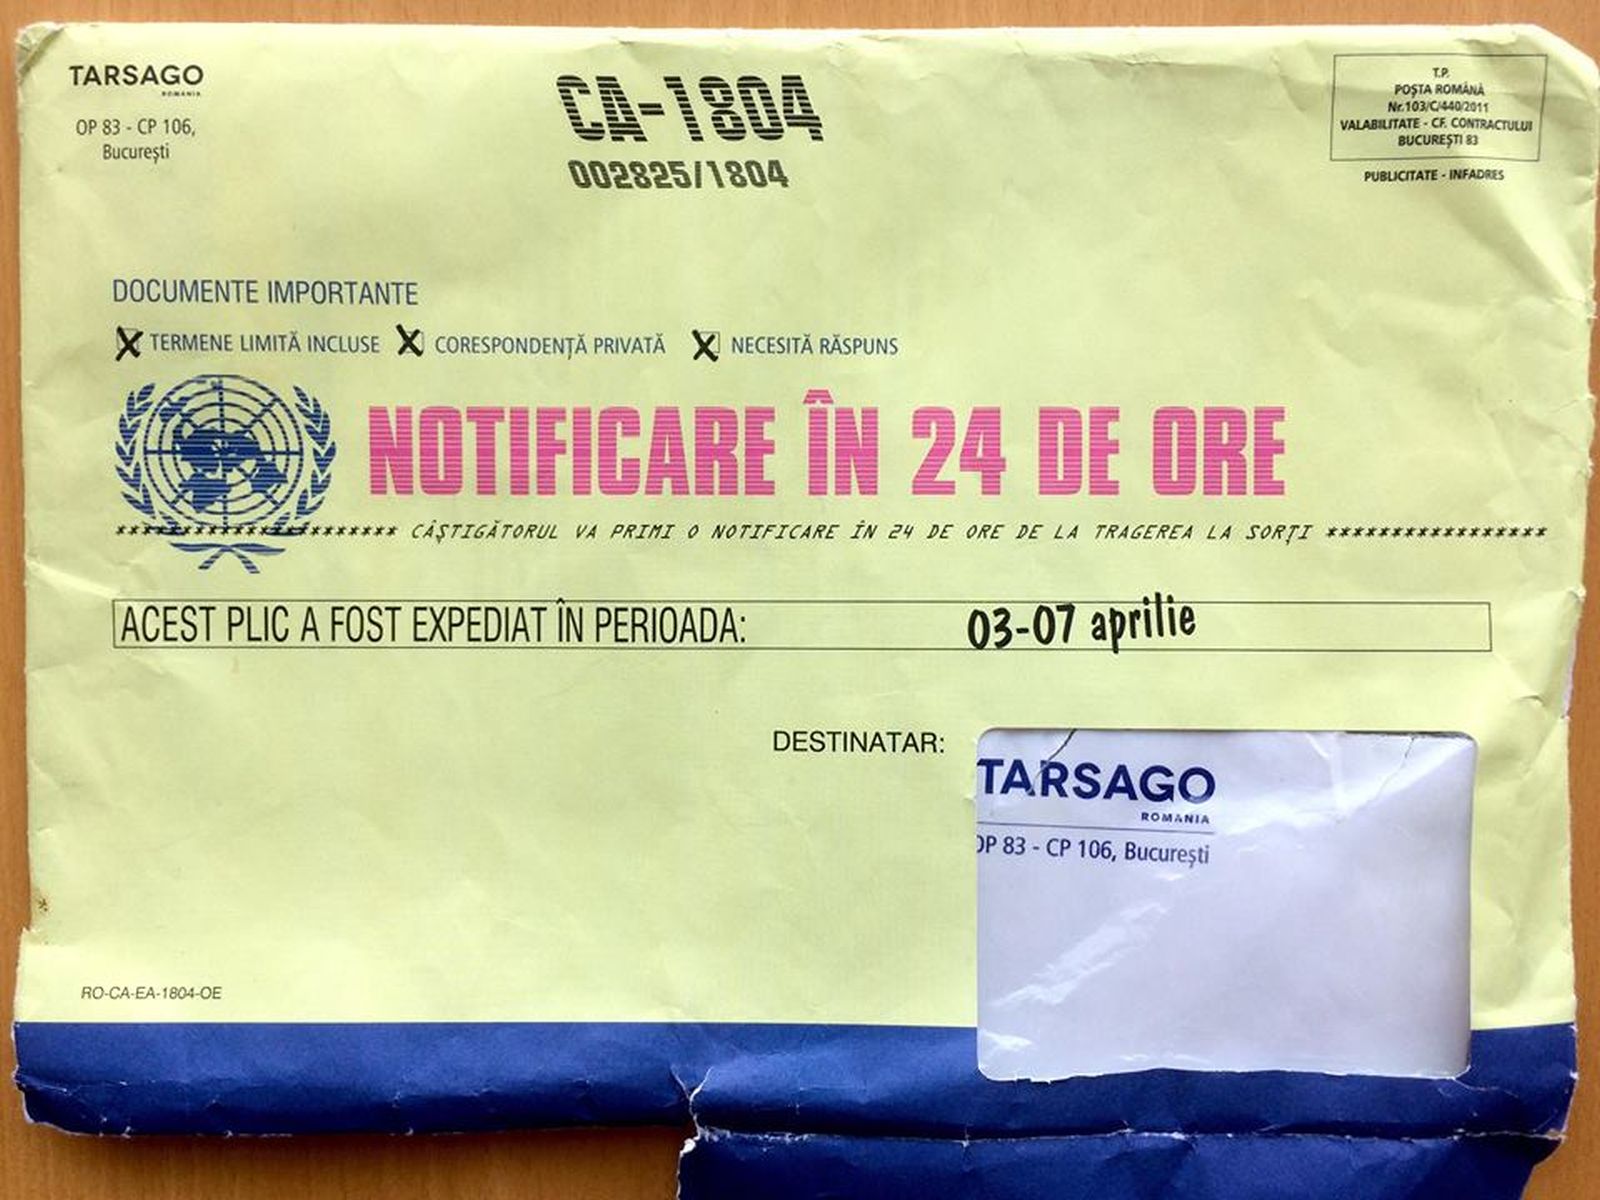 TARSAGO
ROMANIA
OP 83 - CP 106,
București
CA-1804
002825/1804
T.P.
POȘTA ROMÂNĂ
Nr.103/C/440/2011
VALABILITATE - CF. CONTRACTULUI
BUCUREȘTI 83
PUBLICITATE - INFADRES
DOCUMENTE IMPORTANTE
TERMENE LIMITĂ INCLUSE CORESPONDENȚĂ PRIVATĂ NECESITĂ RĂSPUNS
NOTIFICARE ÎN 24 DE ORE
********************** CÂȘTIGĂTORUL VA PRIMI O NOTIFICARE ÎN 24 DE ORE DE LA TRAGEREA LA SORȚI *****************
ACEST PLIC A FOST EXPEDIAT ÎN PERIOADA: 03-07 aprilie
DESTINATAR:
TARSAGO
ROMANIA
OP 83 - CP 106, București
RO-CA-EA-1804-OE